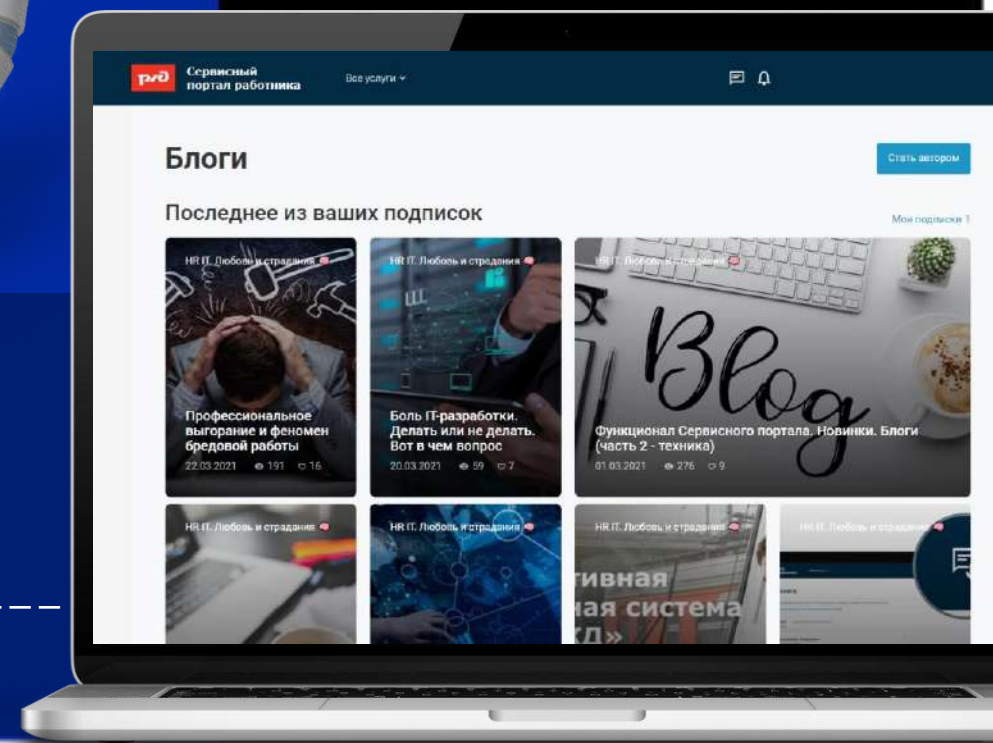 ржд
Сервисный
портал работника
Все услуги
Блоги
Стать автором
Последнее из ваших подписок
Мои подписки 1
HR IT. Любовь и страдания
HR IT. Любовь и страдания
HR IT. Любовь и страдания
Blog
Профессиональное
выгорание и феномен
бредовой работы
22.03.2021 191 16
Боль IT-разработки.
Делать или не делать.
Вот в чем вопрос
20.03.2021 59 7
Функционал Сервисного портала. Новинки. Блоги
(часть 2 - техника)
01.03.2021 276 9
HR IT. Любовь и страдания
HR IT. Любовь и страдания
HR IT. Любовь и страдания
HR IT. Любовь и страдания
тивная
ная система
КД»